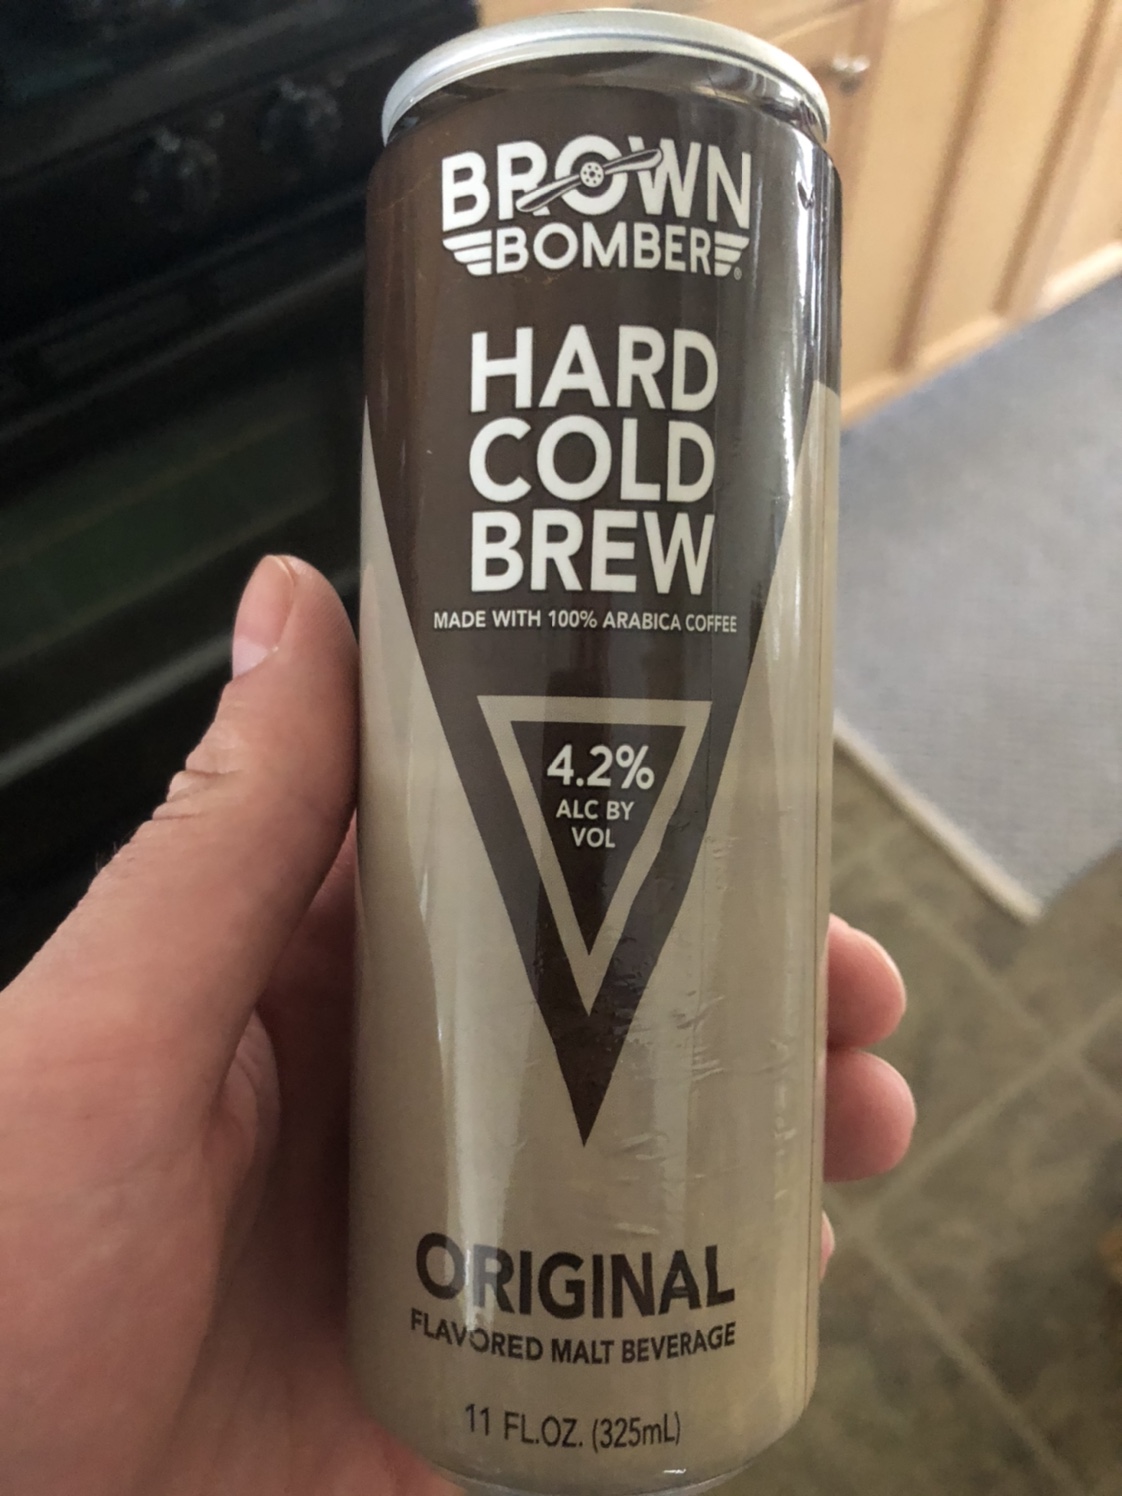 BROWN
BOMBER®
HARD
COLD
BREW
MADE WITH 100% ARABICA COFFEE
4.2%
ALC BY
VOL
ORIGINAL
FLAVORED MALT BEVERAGE
11 FL.OZ. (325mL)